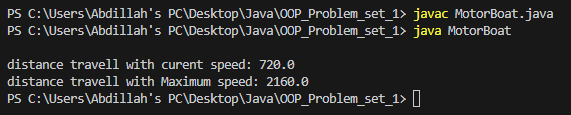 PS C:\Users\Abdillah's PC\Desktop\Java\OOP_Problem_set_1> javac MotorBoat.java
PS C:\Users\Abdillah's PC\Desktop\Java\OOP_Problem_set_1> java MotorBoat
distance travell with curent speed: 720.0
distance travell with Maximum speed: 2160.0
PS C:\Users\Abdillah's PC\Desktop\Java\OOP_Problem_set_1>